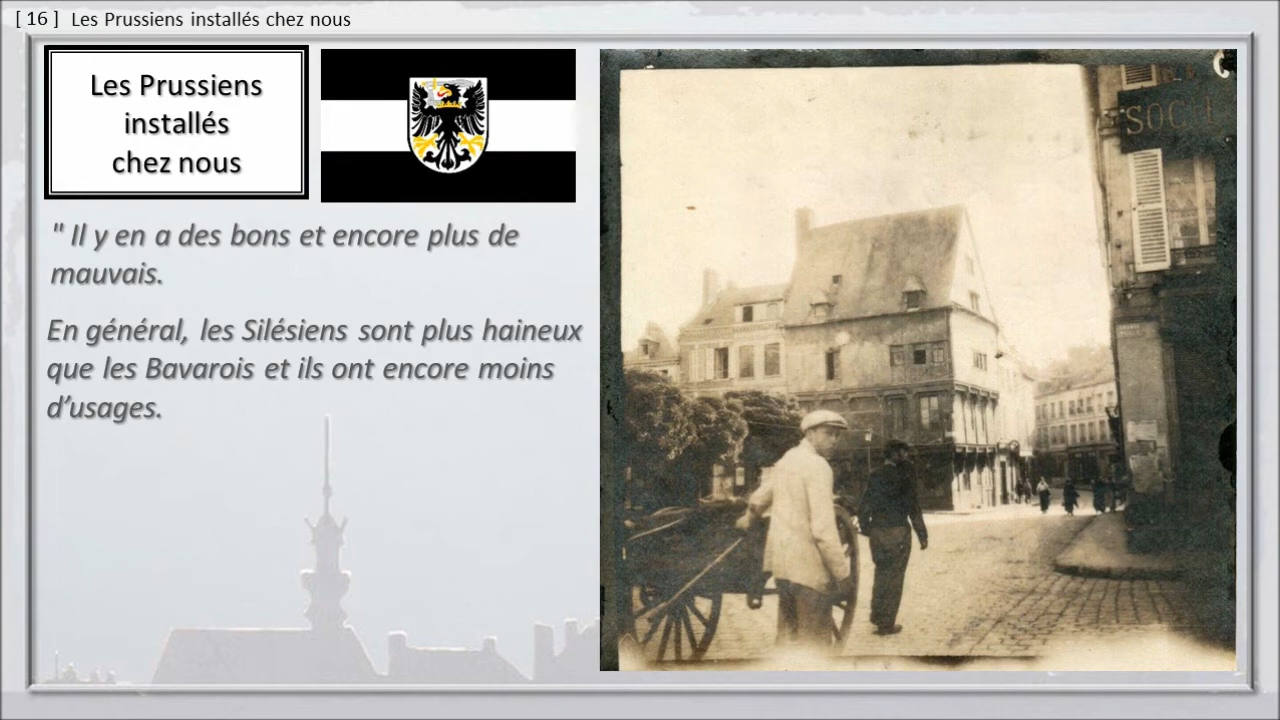 [ 16 ] Les Prussiens installés chez nous
Les Prussiens
installés
chez nous
" Il y en a des bons et encore plus de
mauvais.
En général, les Silésiens sont plus haineux
que les Bavarois et ils ont encore moins
d’usages.